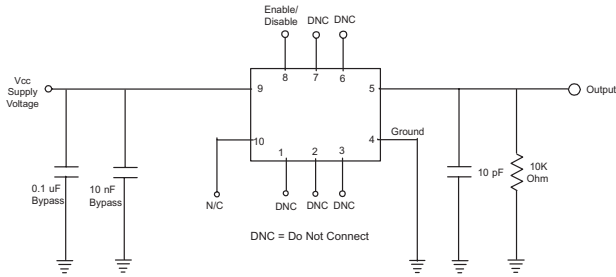 Enable/
Disable
DNC
DNC
8
7
6
Vcc
Supply
Voltage
9
5
Output
10
4
Ground
1
2
3
0.1 uF
Bypass
10 nF
Bypass
N/C
DNC
DNC
DNC
10 pF
10K
Ohm
DNC = Do Not Connect